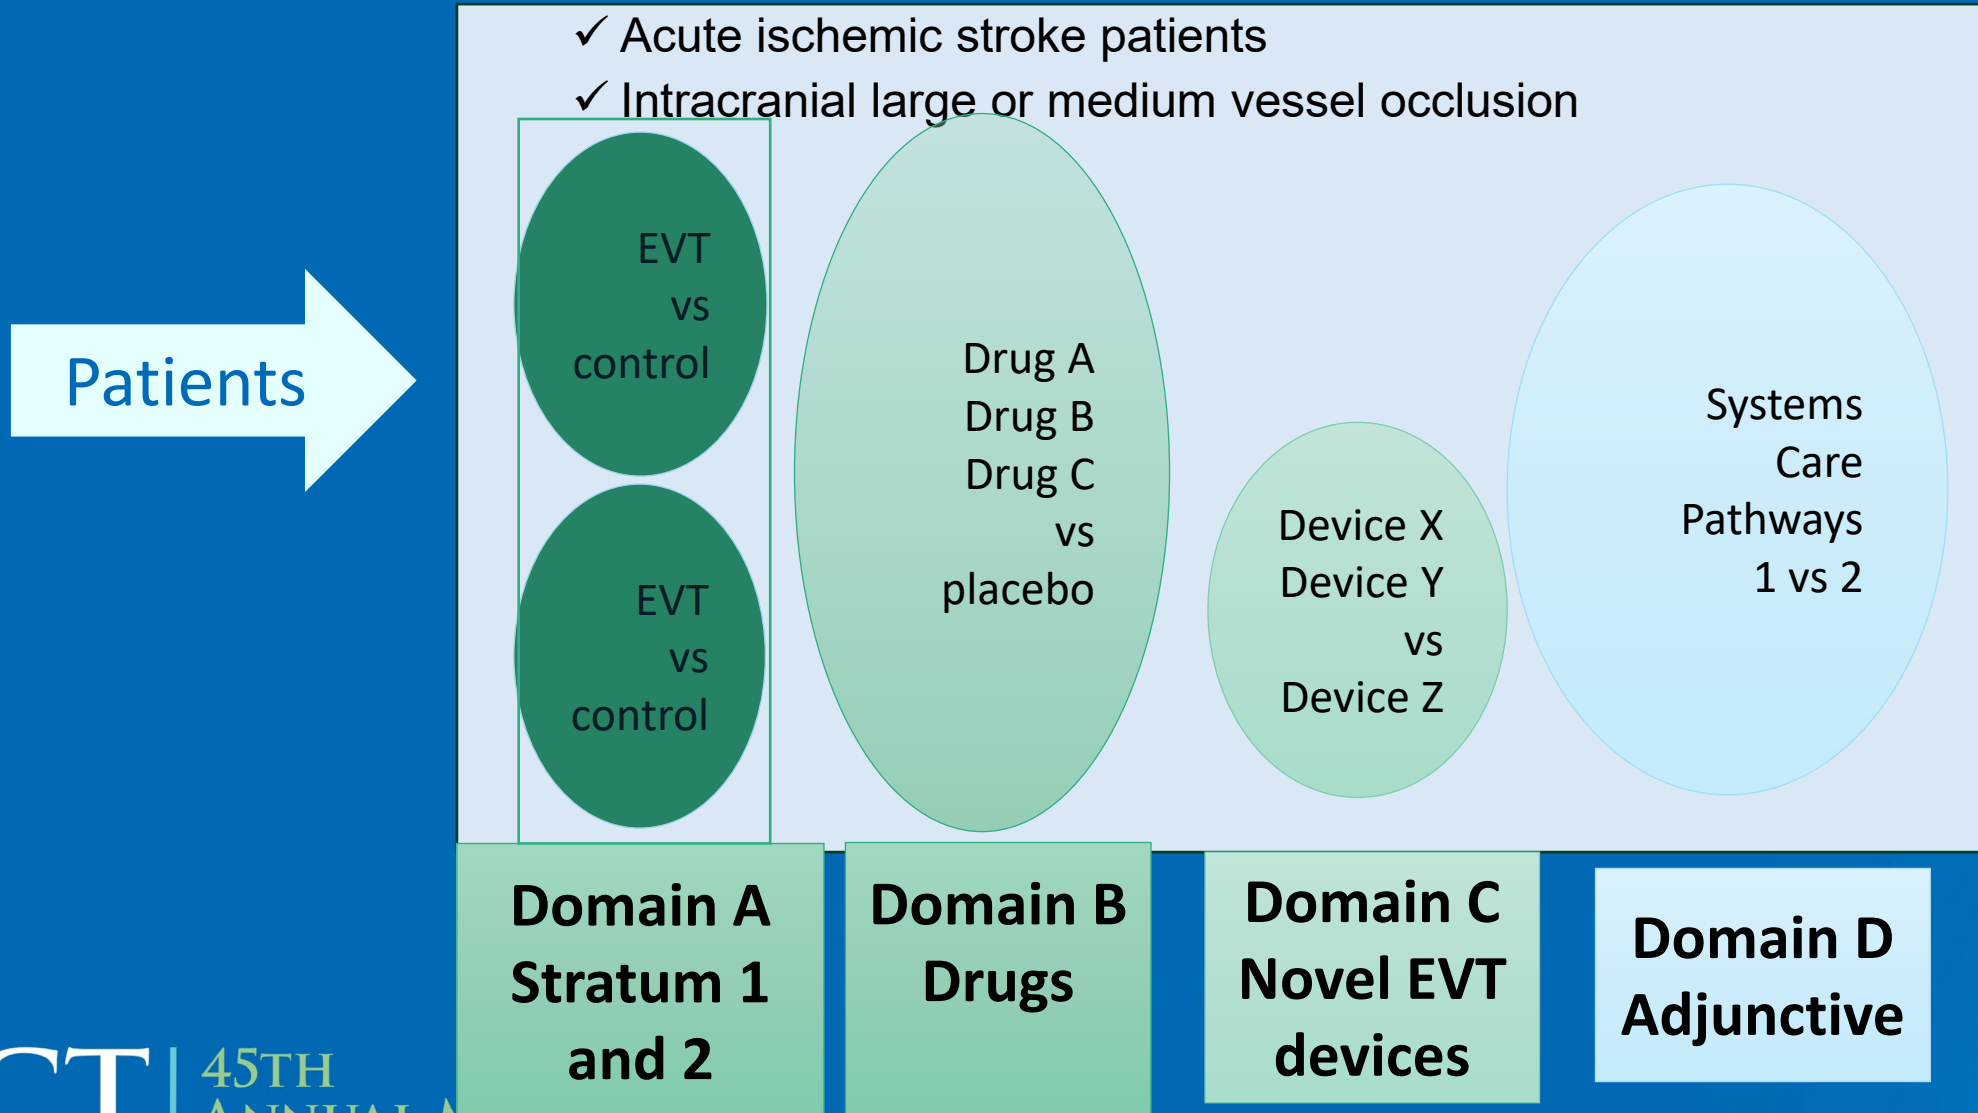 ✓ Acute ischemic stroke patients
✓ Intracranial large or medium vessel occlusion
Patients
EVT
vs
control
EVT
vs
control
Drug A
Drug B
Drug C
vs
placebo
Device X
Device Y
vs
Device Z
Systems
Care
Pathways
1 vs 2
Domain A
Stratum 1
and 2
Domain B
Drugs
Domain C
Novel EVT
devices
Domain D
Adjunctive
CT
45TH
ANNUAL